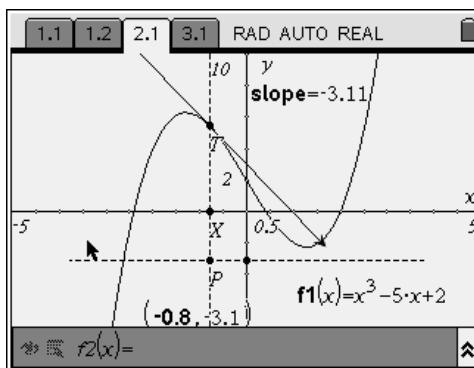 1.1 1.2 2.1 3.1 RAD AUTO REAL
10 y
slope=-3.11
T
2
x
-5 X 0.5 5
P
f1(x)=x³-5·x+2
(-0.8,-3.1)
f2(x)=